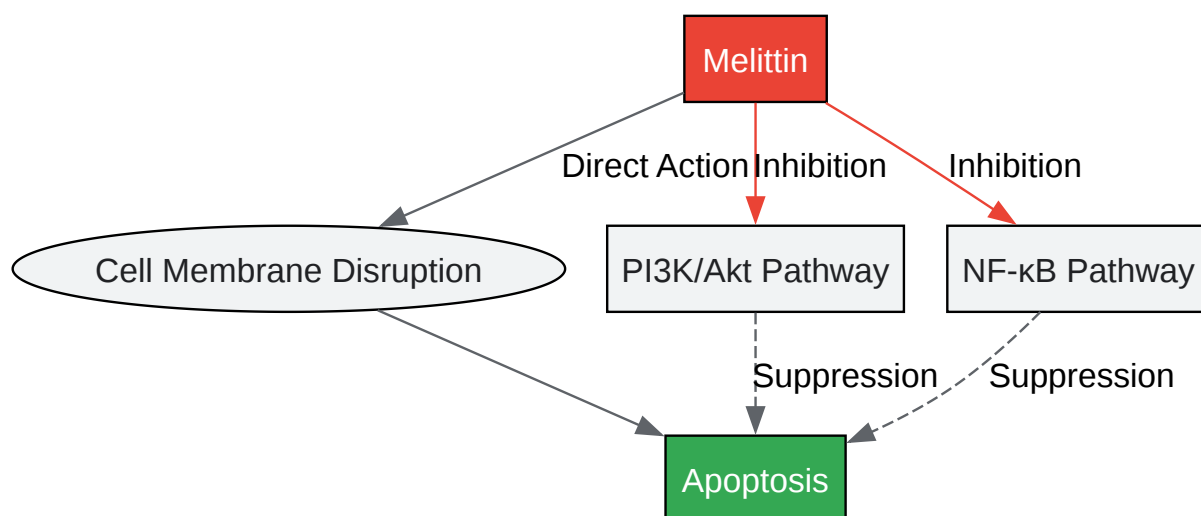 Melittin
Direct Action
Inhibition
Inhibition
Cell Membrane Disruption
PI3K/Akt Pathway
NF-κB Pathway
Suppression
Suppression
Apoptosis